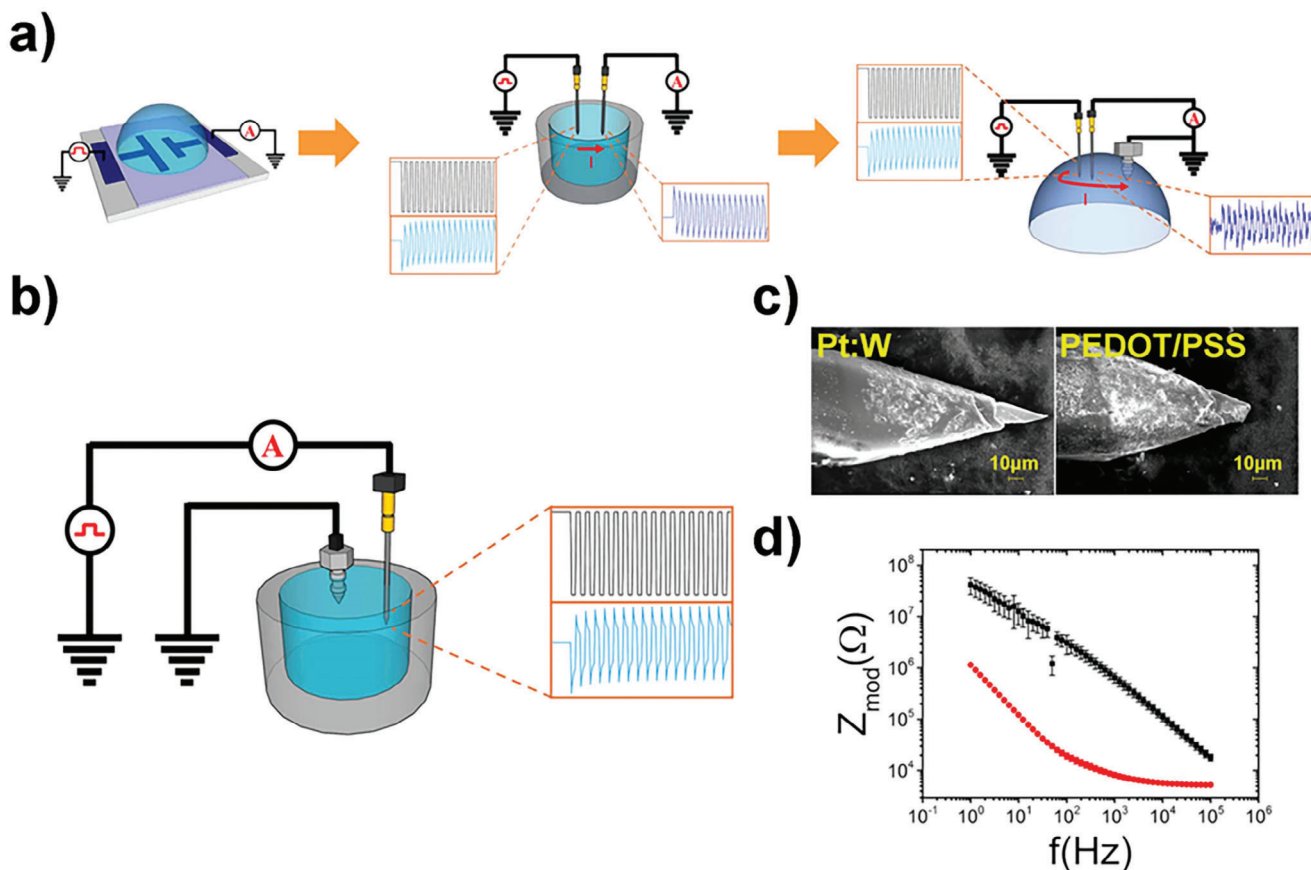 a)
A
A
I
A
I
b)
A
c)
Pt:W
PEDOT/PSS
10μm
10μm
d)
Z_mod(Ω)
10⁸
10⁷
10⁶
10⁵
10⁴
10⁻¹ 10⁰ 10¹ 10² 10³ 10⁴ 10⁵ 10⁶
f(Hz)